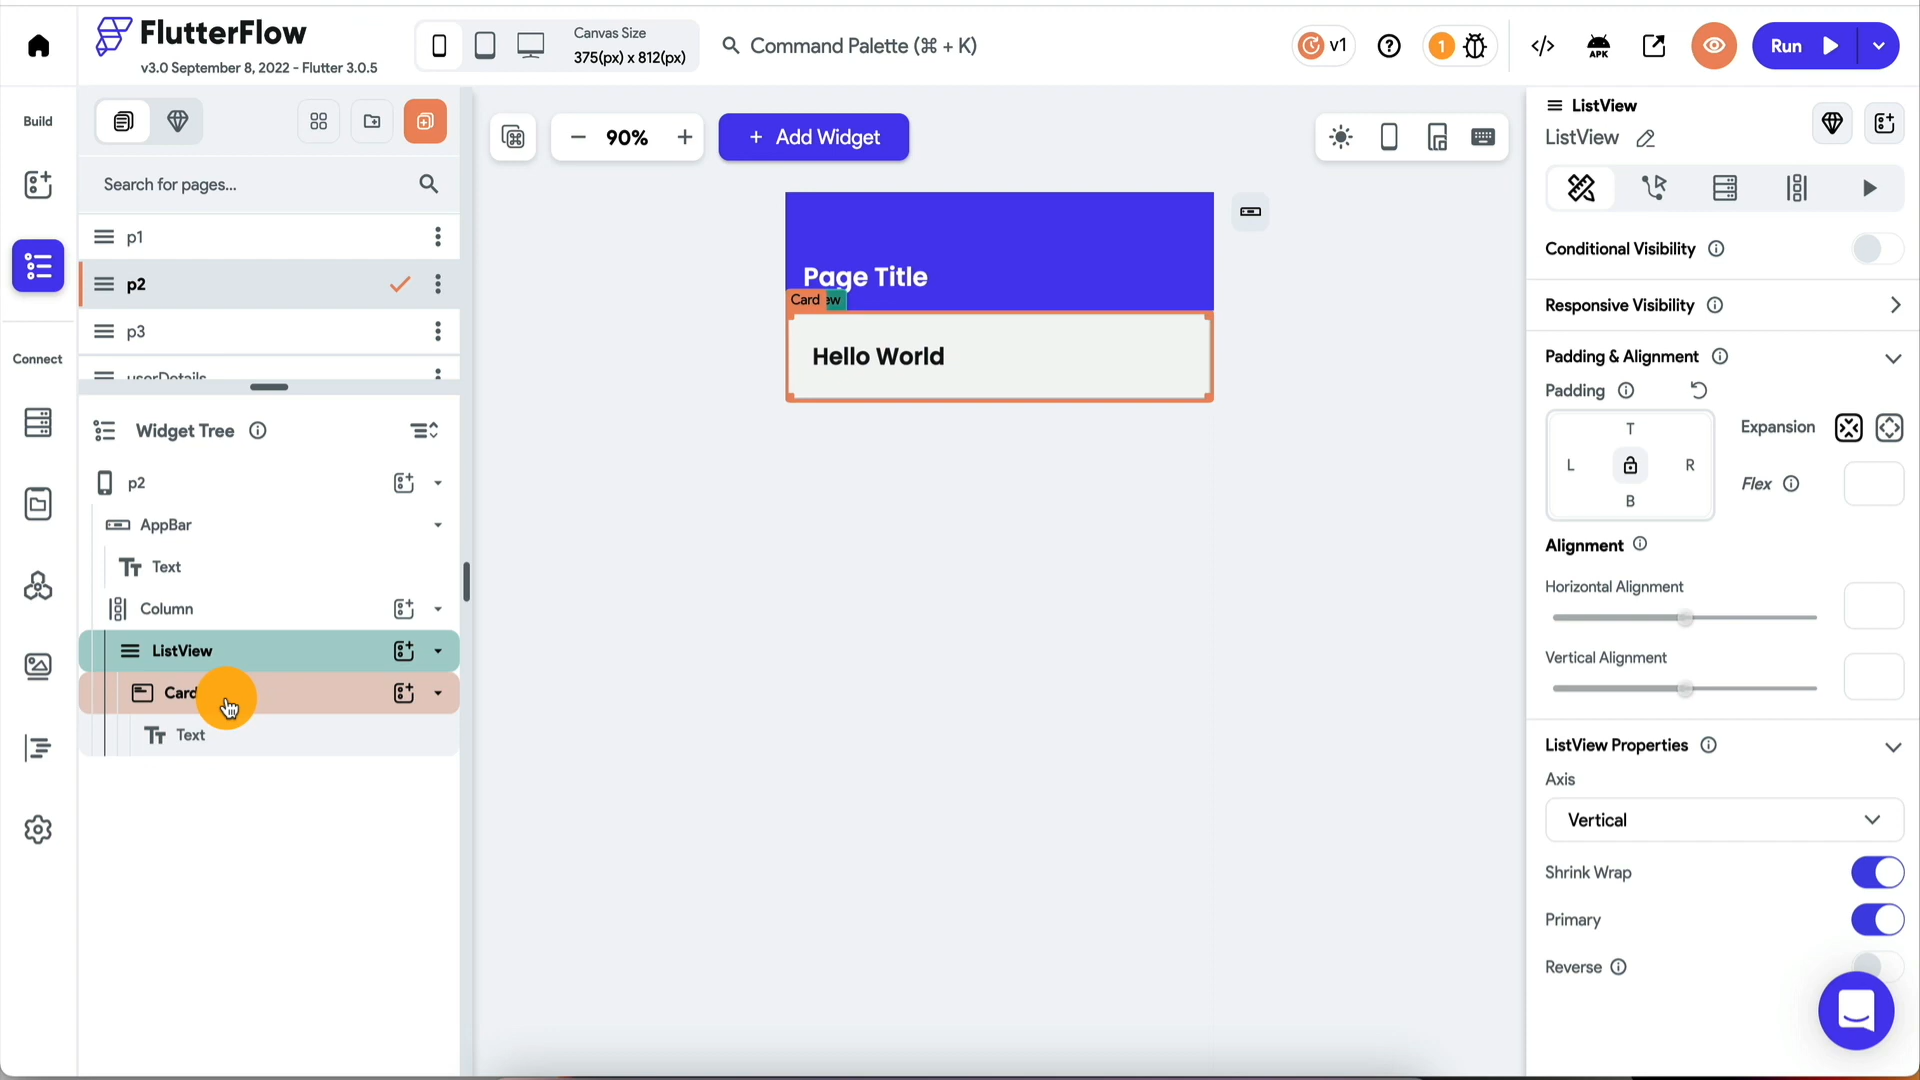 FlutterFlow
v3.0 September 8, 2022 - Flutter 3.0.5
Canvas Size
375(px) x 812(px)
Command Palette (⌘ + K)
v1
1
APK
Run
Build
Connect
Search for pages...
p1
p2
p3
userDetails
Widget Tree
p2
AppBar
Text
Column
ListView
Card
Text
90%
+ Add Widget
Page Title
Card ew
Hello World
ListView
ListView
Conditional Visibility
Responsive Visibility
Padding & Alignment
Padding
T
L
R
B
Expansion
Flex
Alignment
Horizontal Alignment
Vertical Alignment
ListView Properties
Axis
Vertical
Shrink Wrap
Primary
Reverse